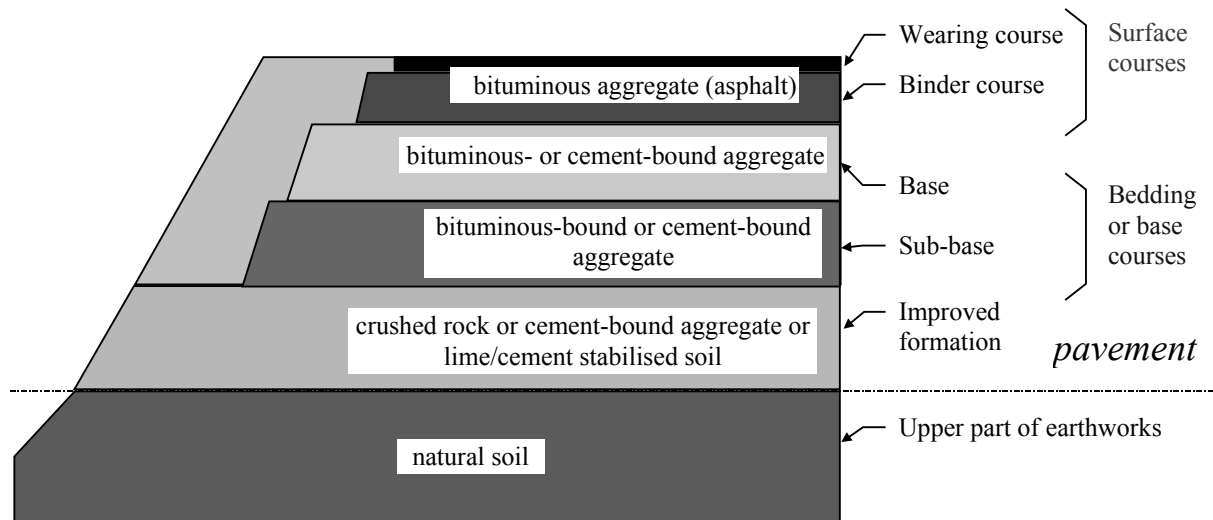 Wearing course
Surface
courses
bituminous aggregate (asphalt)
Binder course
bituminous- or cement-bound aggregate
Base
Bedding
or base
courses
bituminous-bound or cement-bound
aggregate
Sub-base
crushed rock or cement-bound aggregate or
lime/cement stabilised soil
Improved
formation
pavement
Upper part of earthworks
natural soil